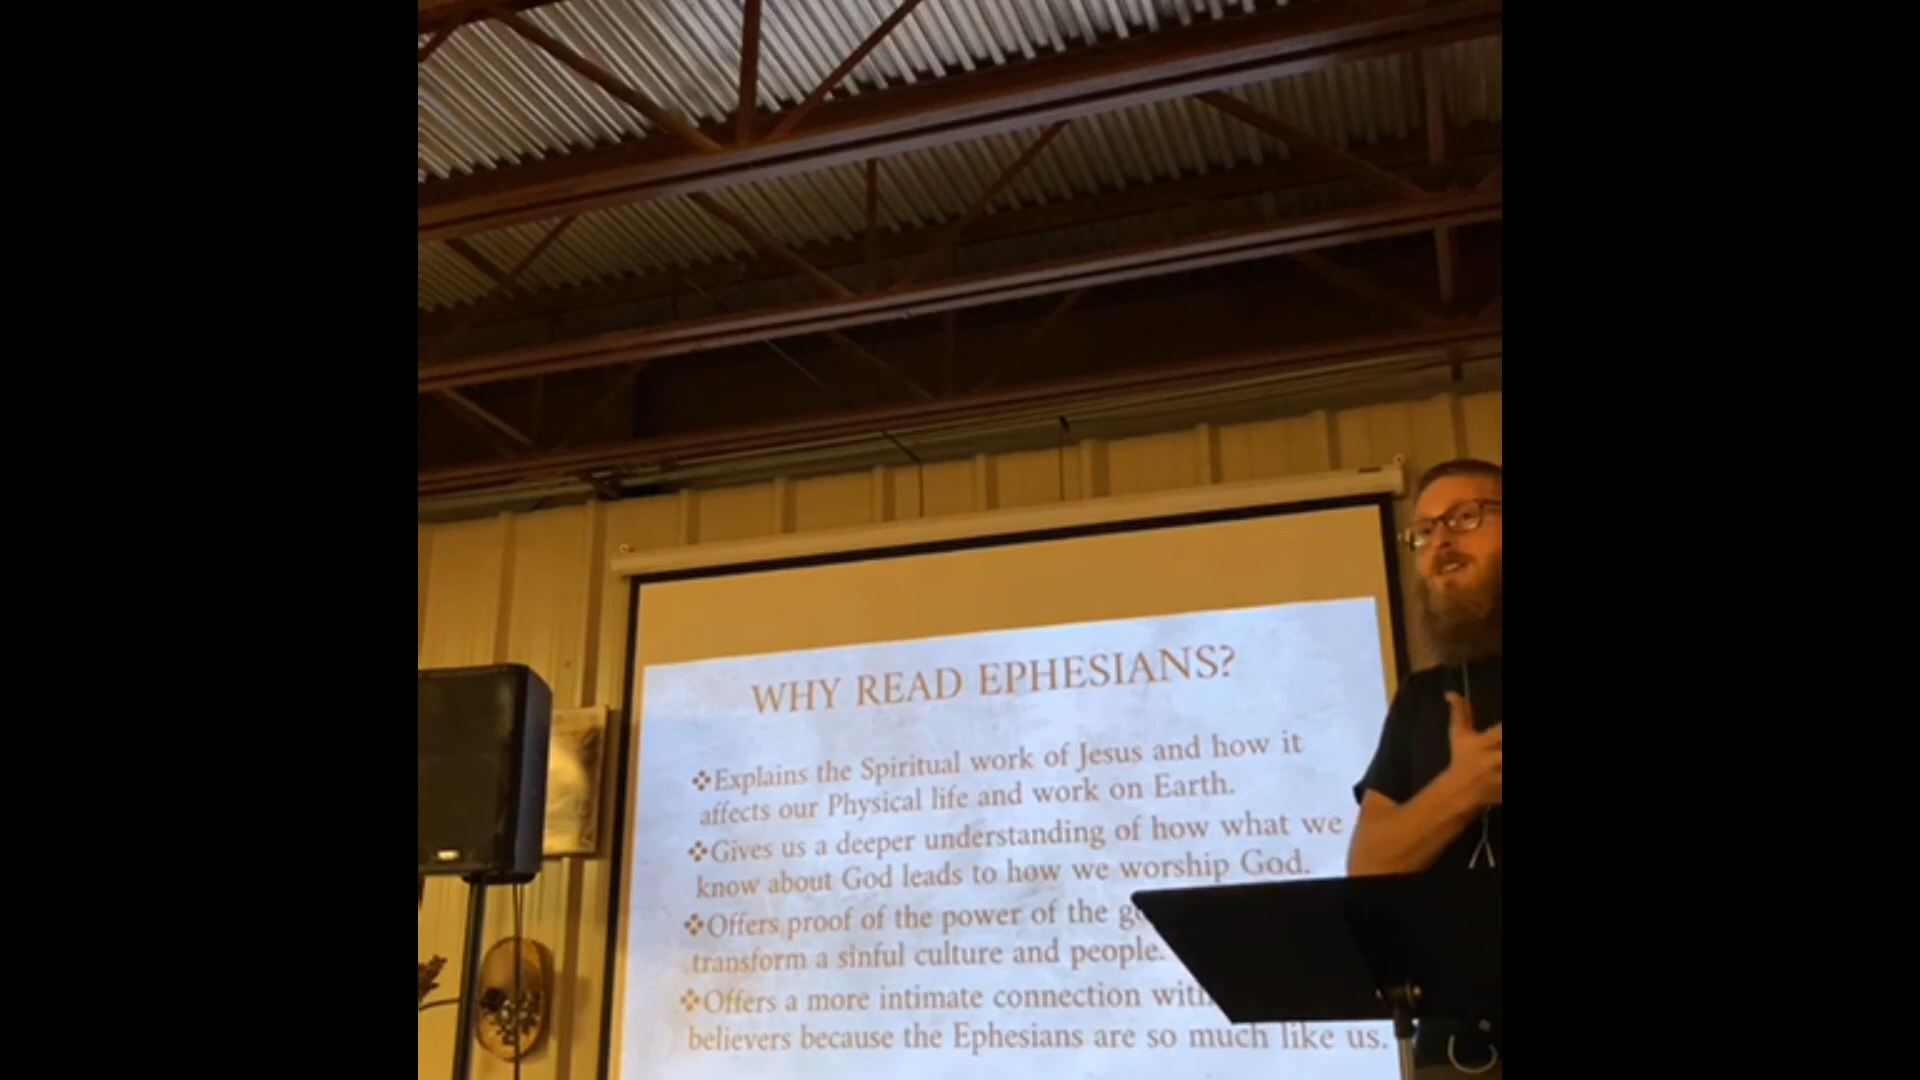 WHY READ EPHESIANS?
❖Explains the Spiritual work of Jesus and how it
affects our Physical life and work on Earth.
❖Gives us a deeper understanding of how what we
know about God leads to how we worship God.
❖Offers proof of the power of the
transform a sinful culture and people.
❖Offers a more intimate connection with
believers because the Ephesians are so much like us.